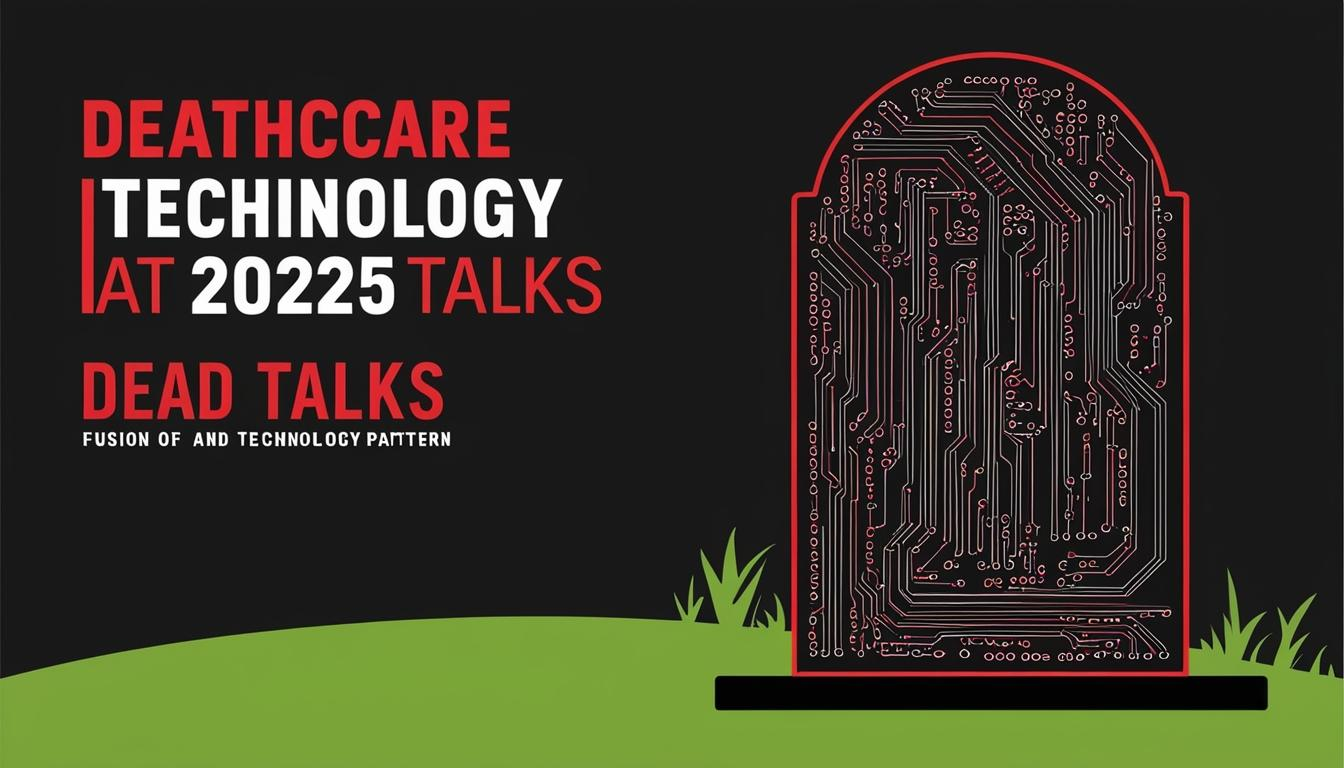 DEATHCCARE
TECHINOLOGY
AT 20225 TALKS
DEAD TALKS
FUSION OF AND TECHNOLOGY PATTERN